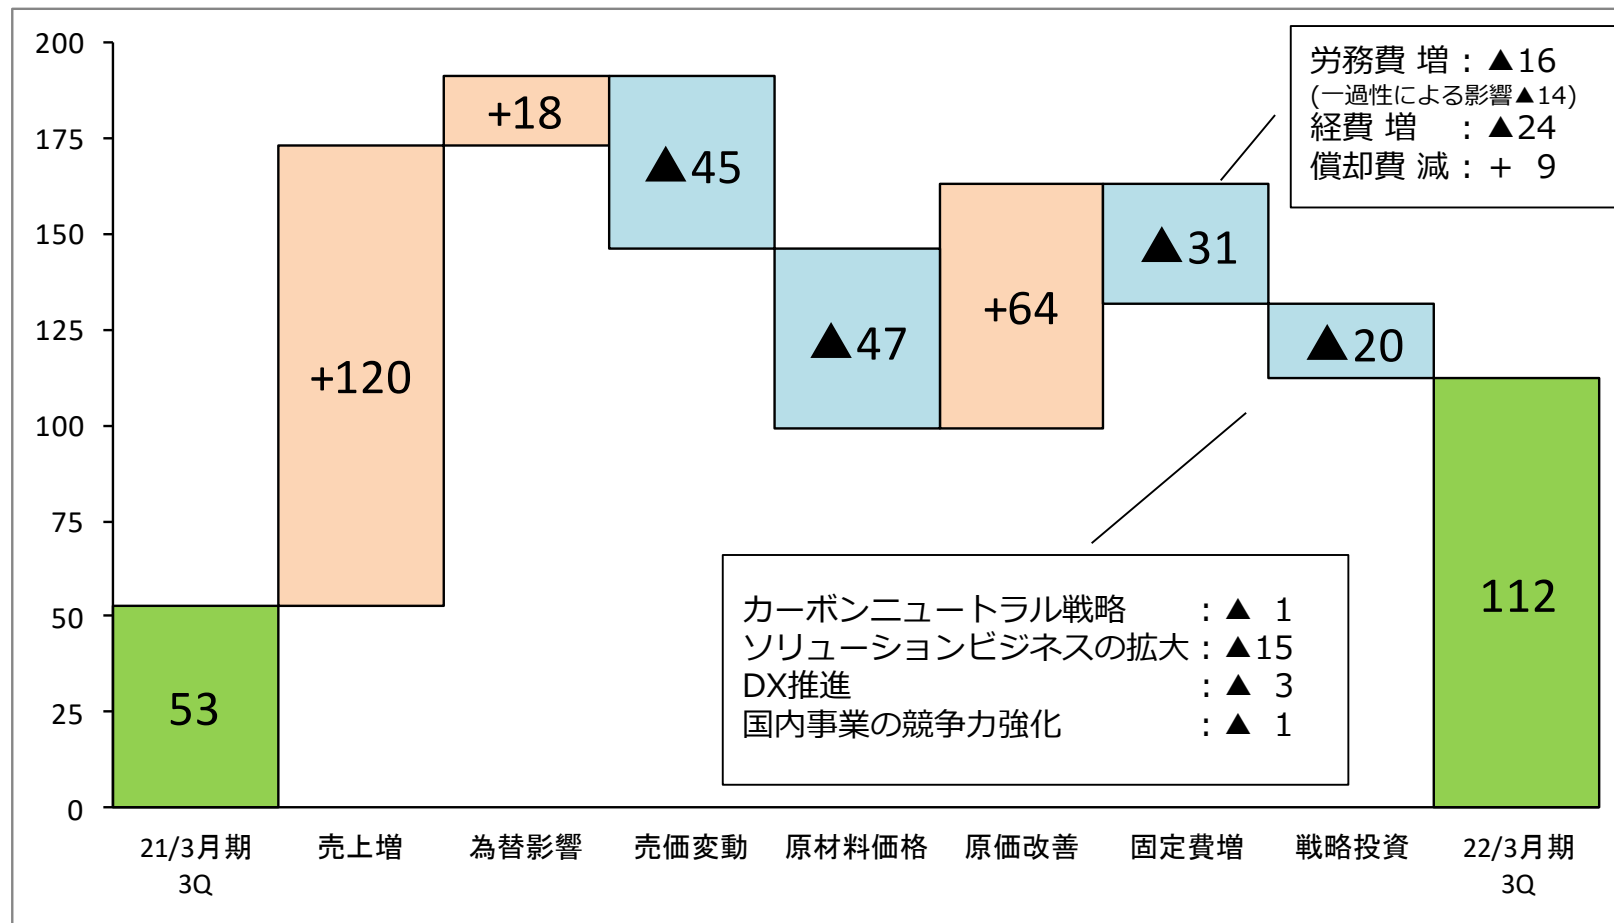 200
175
150
125
100
75
50
25
0
53
+120
+18
▲45
▲47
+64
▲31
▲20
112
労務費 増：▲16
(一過性による影響▲14)
経費 増 ：▲24
償却費 減：+ 9
カーボンニュートラル戦略 ：▲ 1
ソリューションビジネスの拡大：▲15
DX推進 ：▲ 3
国内事業の競争力強化 ：▲ 1
21/3月期
3Q
売上増
為替影響
売価変動
原材料価格
原価改善
固定費増
戦略投資
22/3月期
3Q